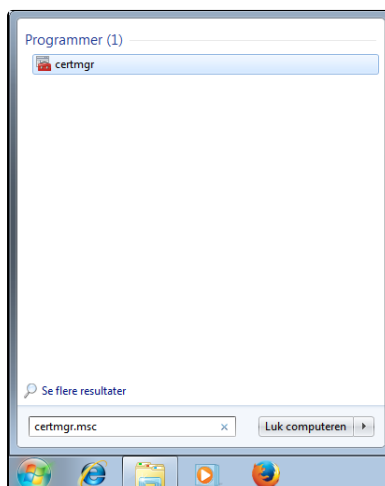 Programmer (1)
certmgr
Se flere resultater
certmgr.msc
Luk computeren